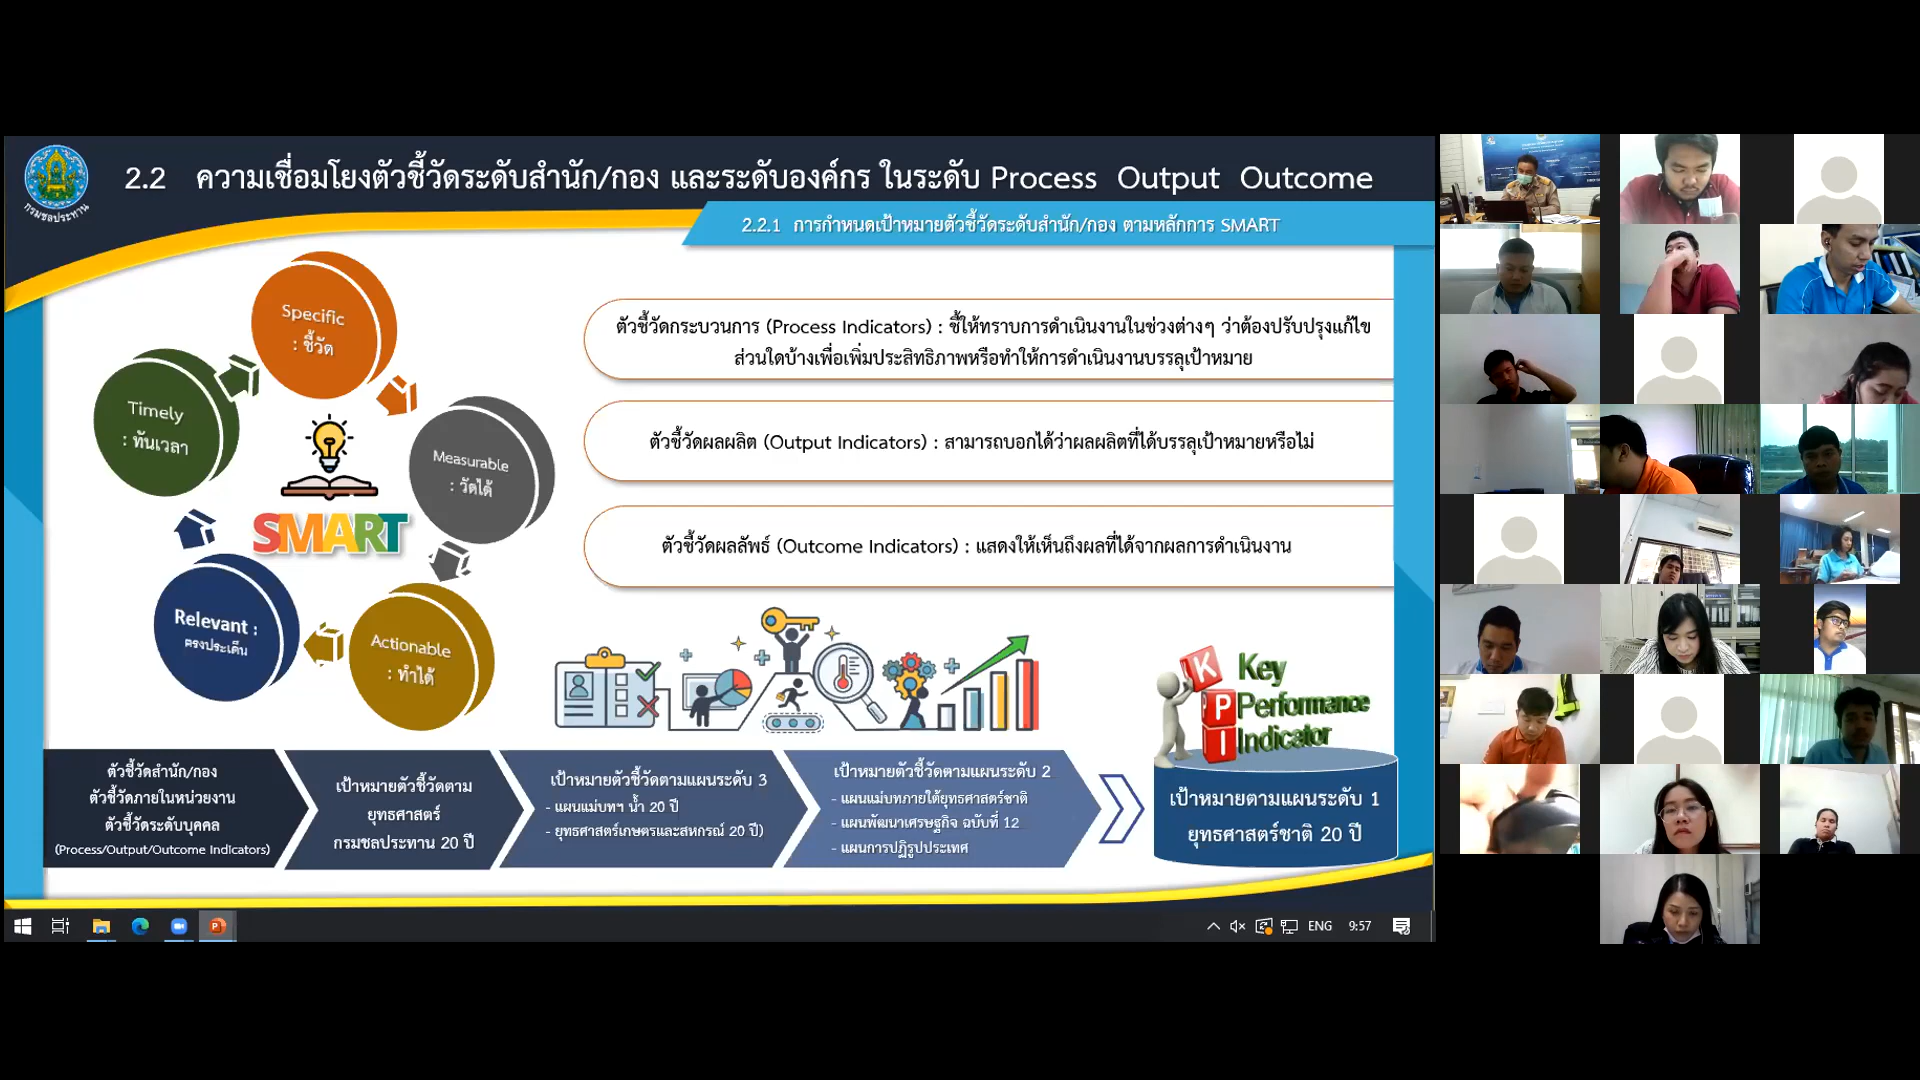 กรมชลประทาน
2.2 ความเชื่อมโยงตัวชี้วัดระดับสำนัก/กอง และระดับองค์กร ในระดับ Process Output Outcome
2.2.1 การกำหนดเป้าหมายตัวชี้วัดระดับสำนัก/กอง ตามหลักการ SMART
Specific
: ชี้วัด
Timely
: ทันเวลา
Measurable
: วัดได้
SMART
Relevant :
ตรงประเด็น
Actionable
: ทำได้
ตัวชี้วัดกระบวนการ (Process Indicators) : ชี้ให้ทราบการดำเนินงานในช่วงต่างๆ ว่าต้องปรับปรุงแก้ไข
ส่วนใดบ้างเพื่อเพิ่มประสิทธิภาพหรือทำให้การดำเนินงานบรรลุเป้าหมาย
ตัวชี้วัดผลผลิต (Output Indicators) : สามารถบอกได้ว่าผลผลิตที่ได้บรรลุเป้าหมายหรือไม่
ตัวชี้วัดผลลัพธ์ (Outcome Indicators) : แสดงให้เห็นถึงผลที่ได้จากผลการดำเนินงาน
K Key
P Performance
I Indicator
ตัวชี้วัดสำนัก/กอง
ตัวชี้วัดภายในหน่วยงาน
ตัวชี้วัดระดับบุคคล
(Process/Output/Outcome Indicators)
เป้าหมายตัวชี้วัดตาม
ยุทธศาสตร์
กรมชลประทาน 20 ปี
เป้าหมายตัวชี้วัดตามแผนระดับ 3
- แผนแม่บทฯ น้ำ 20 ปี
- ยุทธศาสตร์เกษตรและสหกรณ์ 20 ปี)
เป้าหมายตัวชี้วัดตามแผนระดับ 2
- แผนแม่บทภายใต้ยุทธศาสตร์ชาติ
- แผนพัฒนาเศรษฐกิจ ฉบับที่ 12
- แผนการปฏิรูปประเทศ
เป้าหมายตามแผนระดับ 1
ยุทธศาสตร์ชาติ 20 ปี
ENG 9:57